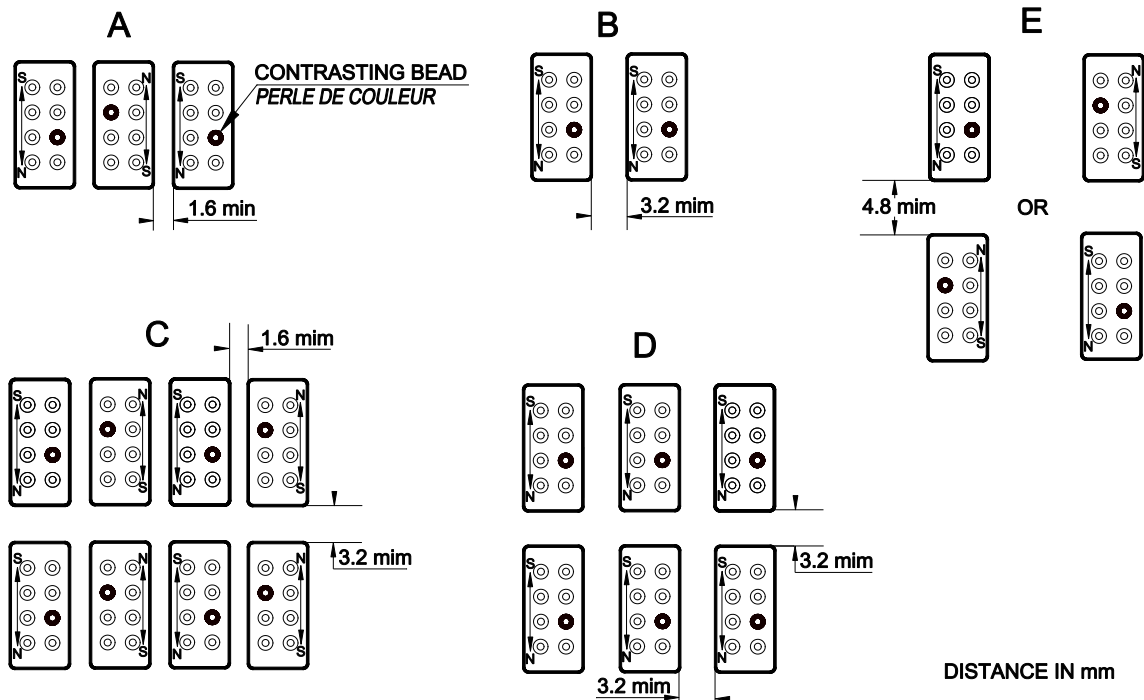 A
B
E
S
N
N
S
S
N
CONTRASTING BEAD
PERLE DE COULEUR
1.6 min
S
N
S
N
3.2 mim
S
N
N
S
4.8 mim
OR
N
S
S
N
C
1.6 mim
D
S
N
N
S
S
N
N
S
3.2 mim
S
N
N
S
S
N
N
S
S
N
S
N
S
N
3.2 mim
S
N
S
N
S
N
3.2 mim
DISTANCE IN mm